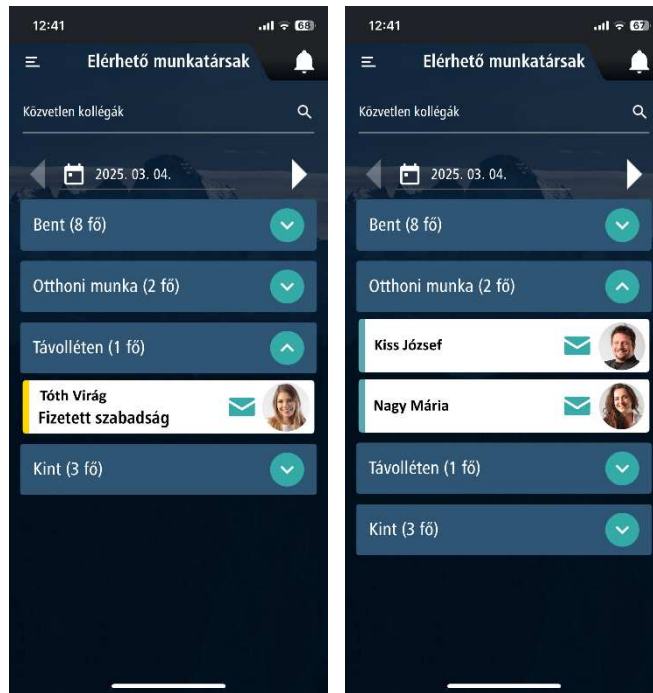 12:41
68
Elérhető munkatársak
Közvetlen kollégák
2025. 03. 04.
Bent (8 fő)
Otthoni munka (2 fő)
Távolléten (1 fő)
Tóth Virág
Fizetett szabadság
Kint (3 fő)
12:41
67
Elérhető munkatársak
Közvetlen kollégák
2025. 03. 04.
Bent (8 fő)
Otthoni munka (2 fő)
Kiss József
Nagy Mária
Távolléten (1 fő)
Kint (3 fő)